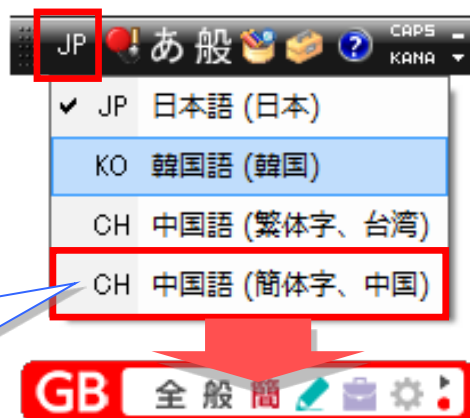 JP あ 般 ? CAPS KANA
JP 日本語 (日本)
KO 韓国語 (韓国)
CH 中国語 (繁体字、台湾)
CH 中国語 (簡体字、中国)
GB 全 般 簡